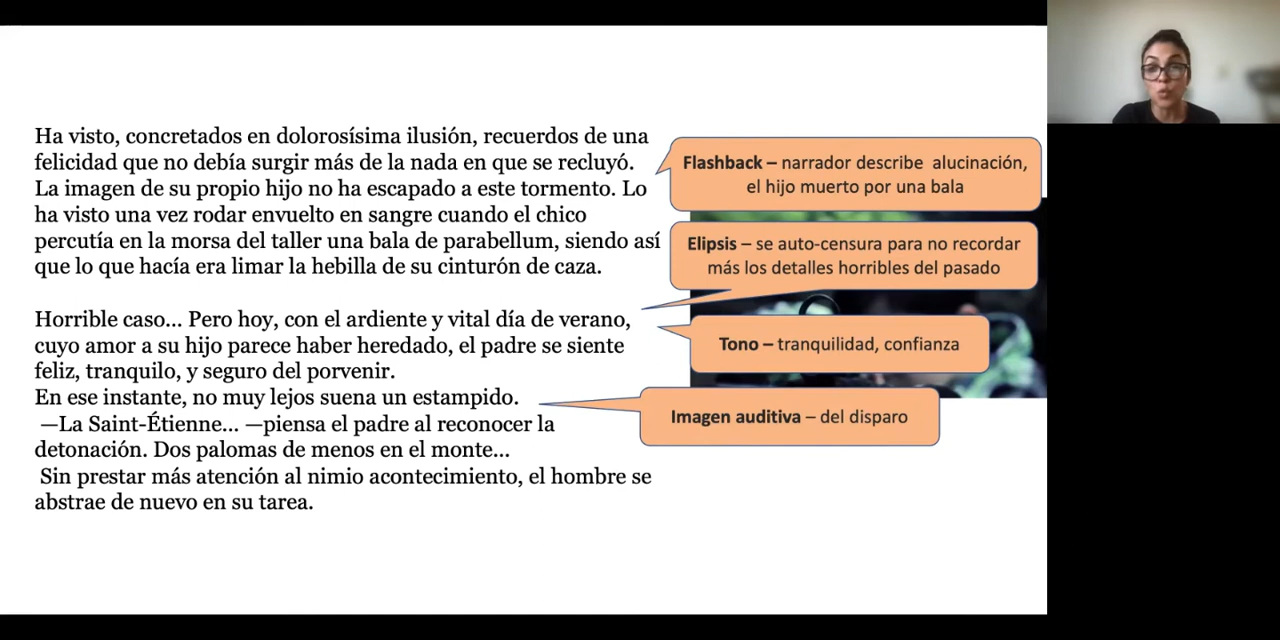 Ha visto, concretados en dolorosísima ilusión, recuerdos de una
felicidad que no debía surgir más de la nada en que se recluyó.
La imagen de su propio hijo no ha escapado a este tormento. Lo
ha visto una vez rodar envuelto en sangre cuando el chico
percutía en la morsa del taller una bala de parabellum, siendo así
que lo que hacía era limar la hebilla de su cinturón de caza.
Horrible caso... Pero hoy, con el ardiente y vital día de verano,
cuyo amor a su hijo parece haber heredado, el padre se siente
feliz, tranquilo, y seguro del porvenir.
En ese instante, no muy lejos suena un estampido.
—La Saint-Étienne... —piensa el padre al reconocer la
detonación. Dos palomas de menos en el monte...
Sin prestar más atención al nimio acontecimiento, el hombre se
abstrae de nuevo en su tarea.
Flashback – narrador describe alucinación,
el hijo muerto por una bala
Elipsis – se auto-censura para no recordar
más los detalles horribles del pasado
Tono – tranquilidad, confianza
Imagen auditiva – del disparo